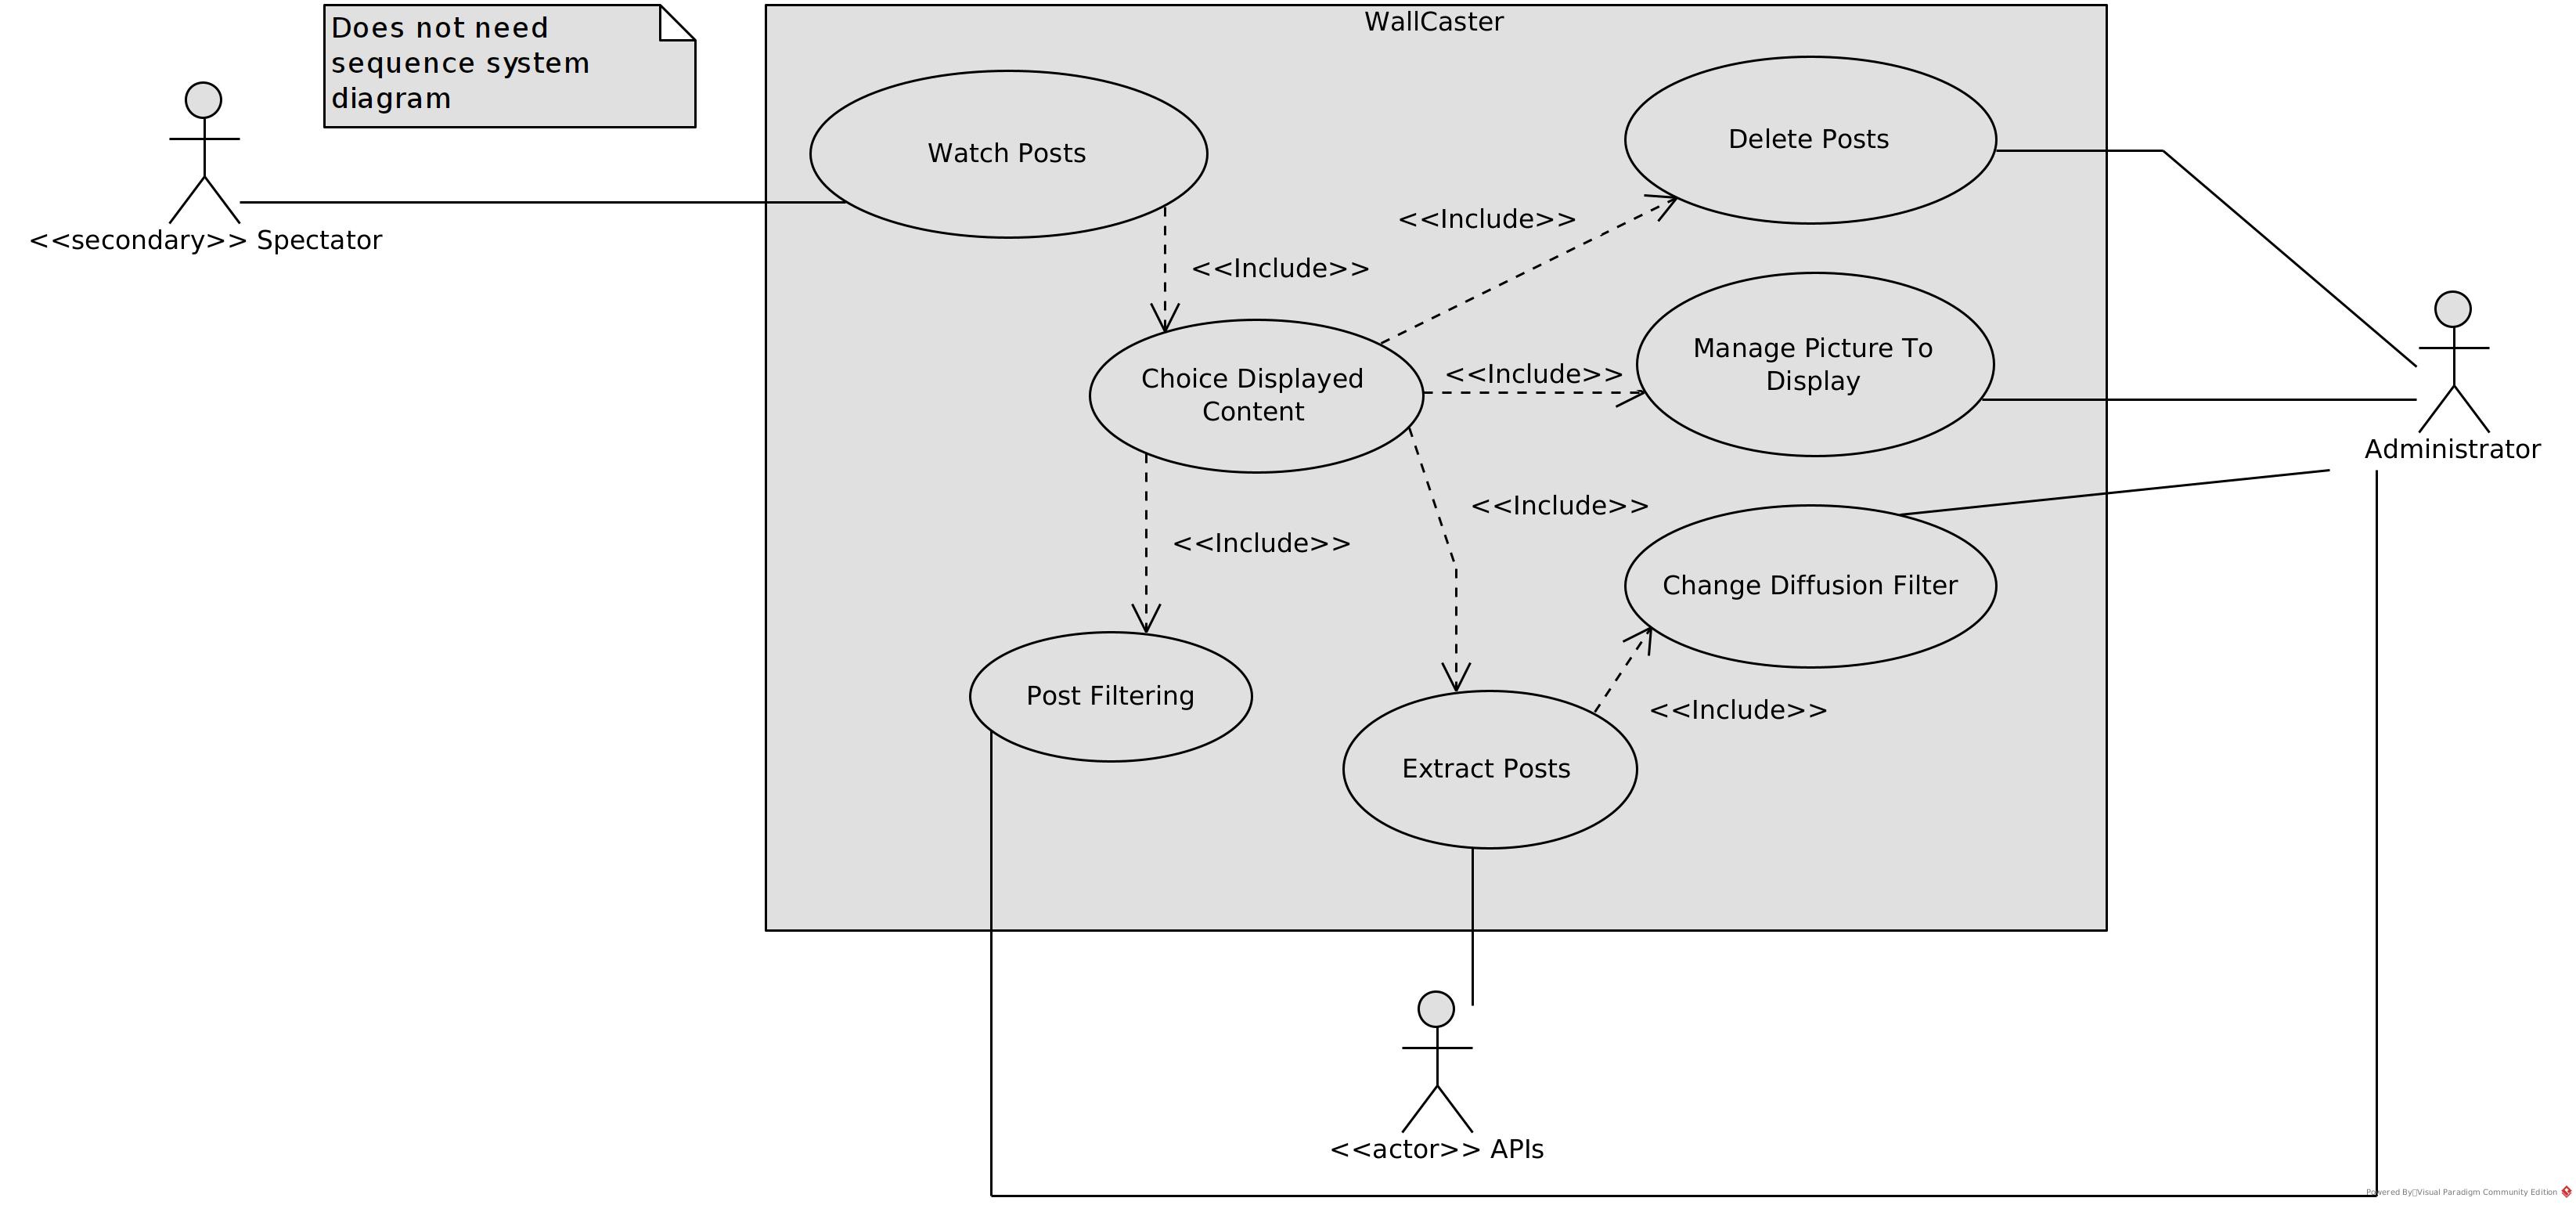 Does not need
sequence system
diagram
WallCaster
Watch Posts
Delete Posts
<<Include>>
<<secondary>> Spectator
<<Include>>
Manage Picture To
Display
<<Include>>
Choice Displayed
Content
Administrator
<<Include>>
<<Include>>
Change Diffusion Filter
Post Filtering
<<Include>>
Extract Posts
<<actor>> APIs
Powered By Visual Paradigm Community Edition